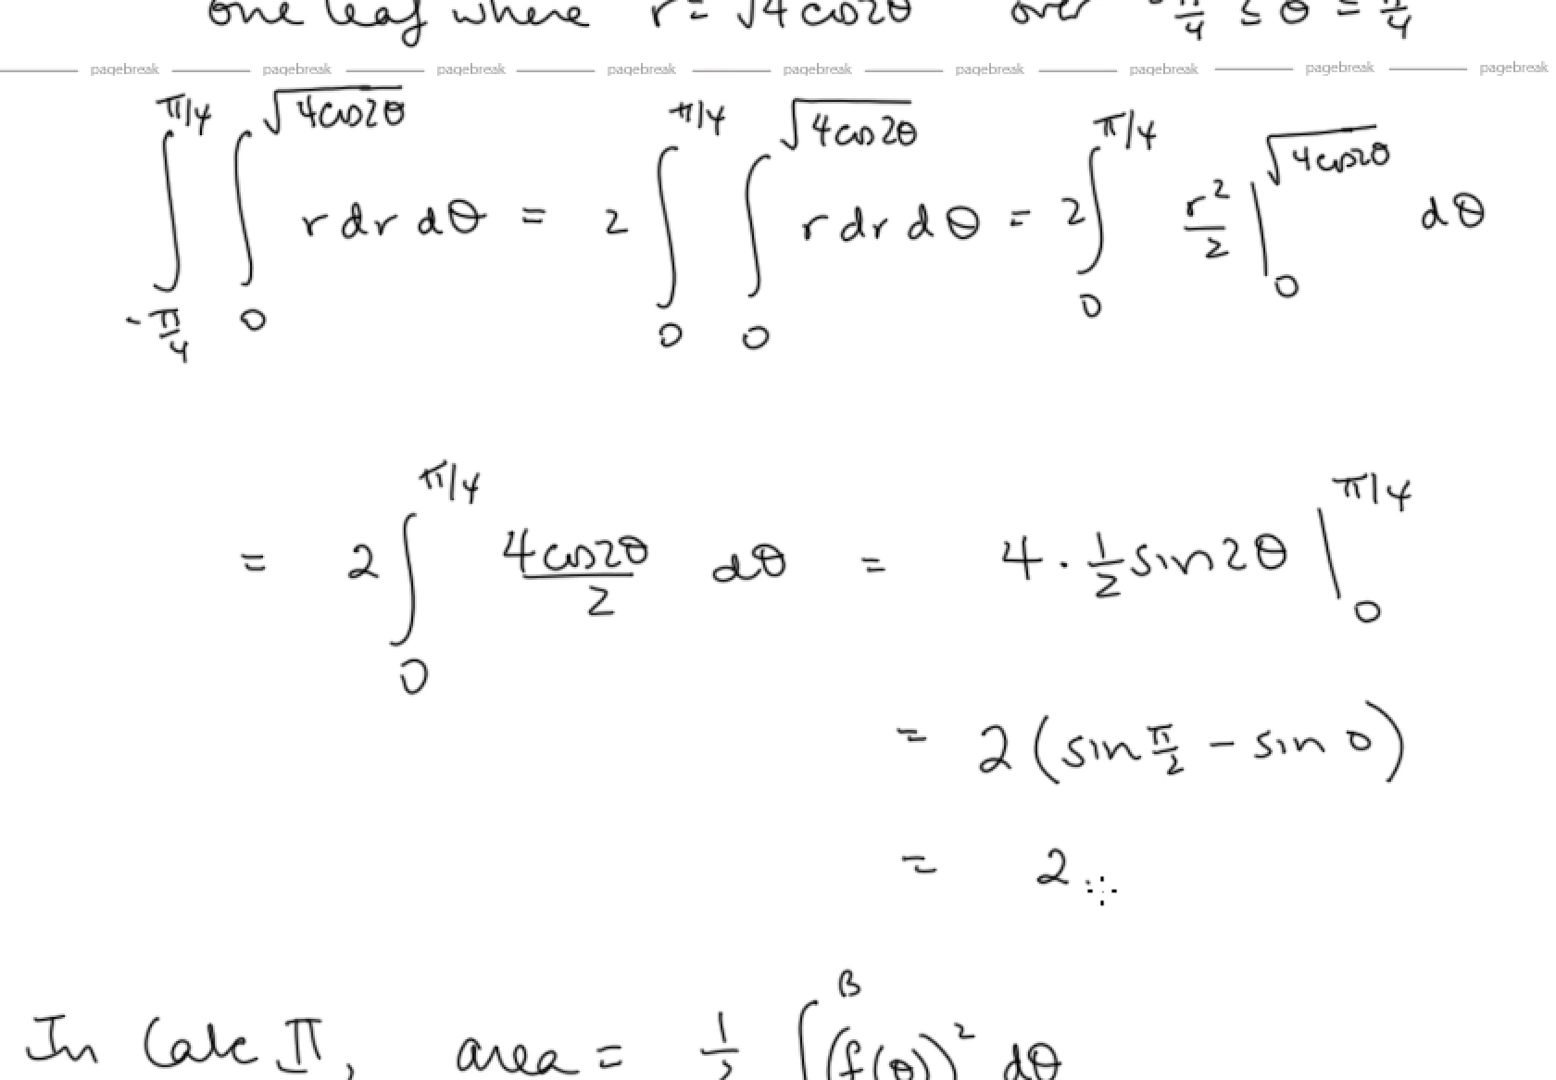 one leaf where r = √4cos2θ over -π/4 ≤ θ ≤ π/4
pagebreak pagebreak pagebreak pagebreak pagebreak pagebreak pagebreak pagebreak pagebreak
∫_{-π/4}^{π/4} ∫_0^{√4cos2θ} r dr dθ = 2 ∫_0^{π/4} ∫_0^{√4cos2θ} r dr dθ = 2 ∫_0^{π/4} r²/2 |_0^{√4cos2θ} dθ
= 2 ∫_0^{π/4} 4cos2θ/2 dθ = 4 · 1/2 sin2θ |_0^{π/4}
= 2 (sin π/2 - sin 0)
= 2.
In Calc II, area = 1/2 ∫^β (f(θ))² dθ